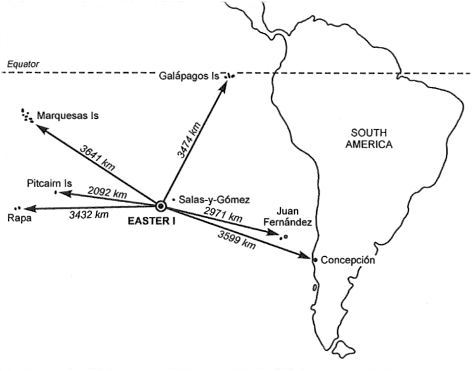 Equator
Galápagos Is
Marquesas Is
3474 km
SOUTH
AMERICA
3641 km
Pitcairn Is
2092 km
Salas-y-Gómez
2971 km
Juan
Fernández
Rapa
3432 km
EASTER I
3599 km
Concepción